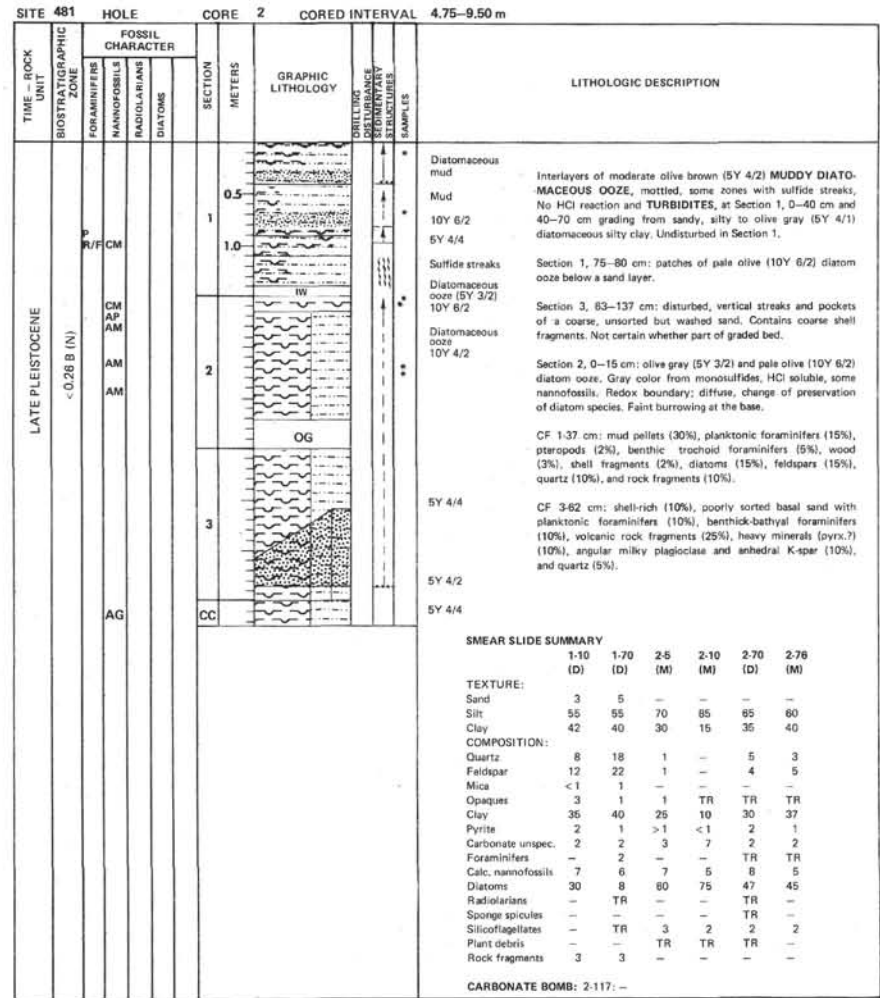 SITE 481 HOLE CORE 2 CORED INTERVAL 4.75–9.50 m
TIME – ROCK UNIT
BIOSTRATIGRAPHIC ZONE
FOSSIL CHARACTER
FORAMINIFERS
NANNOFOSSILS
RADIOLARIANS
DIATOMS
SECTION
METERS
GRAPHIC LITHOLOGY
DRILLING DISTURBANCE
SEDIMENTARY STRUCTURES
SAMPLES
LITHOLOGIC DESCRIPTION
LATE PLEISTOCENE
<0.26 B (N)
P
R/F CM
CM
AP
AM
AM
AM
AG
1
0.5
1.0
IW
2
OG
3
CC
*
*
*
*
*
*
Diatomaceous
mud
Mud
10Y 6/2
5Y 4/4
Sulfide streaks
Diatomaceous
ooze (5Y 3/2)
10Y 6/2
Diatomaceous
ooze
10Y 4/2
5Y 4/4
5Y 4/2
5Y 4/4
Interlayers of moderate olive brown (5Y 4/2) MUDDY DIATO-
MACEOUS OOZE, mottled, some zones with sulfide streaks,
No HCl reaction and TURBIDITES, at Section 1, 0–40 cm and
40–70 cm grading from sandy, silty to olive gray (5Y 4/1)
diatomaceous silty clay. Undisturbed in Section 1.
Section 1, 75–80 cm: patches of pale olive (10Y 6/2) diatom
ooze below a sand layer.
Section 3, 63–137 cm: disturbed, vertical streaks and pockets
of a coarse, unsorted but washed sand. Contains coarse shell
fragments. Not certain whether part of graded bed.
Section 2, 0–15 cm: olive gray (5Y 3/2) and pale olive (10Y 6/2)
diatom ooze. Gray color from monosulfides, HCl soluble, some
nannofossils. Redox boundary; diffuse, change of preservation
of diatom species. Faint burrowing at the base.
CF 1-37 cm: mud pellets (30%), planktonic foraminifers (15%),
pteropods (2%), benthic trochoid foraminifers (5%), wood
(3%), shell fragments (2%), diatoms (15%), feldspars (15%),
quartz (10%), and rock fragments (10%).
CF 3-62 cm: shell-rich (10%), poorly sorted basal sand with
planktonic foraminifers (10%), benthick-bathyal foraminifers
(10%), volcanic rock fragments (25%), heavy minerals (pyrx.?)
(10%), angular milky plagioclase and anhedral K-spar (10%),
and quartz (5%).
SMEAR SLIDE SUMMARY
1-10 1-70 2-5 2-10 2-70 2-76
(D) (D) (M) (M) (D) (M)
TEXTURE:
Sand 3 5 – – – –
Silt 55 55 70 85 65 60
Clay 42 40 30 15 35 40
COMPOSITION:
Quartz 8 18 1 – 5 3
Feldspar 12 22 1 – 4 5
Mica <1 1 – – – –
Opaques 3 1 1 TR TR TR
Clay 35 40 25 10 30 37
Pyrite 2 1 >1 <1 2 1
Carbonate unspec. 2 2 3 7 2 2
Foraminifers – 2 – – TR TR
Calc. nannofossils 7 6 7 5 8 5
Diatoms 30 8 60 75 47 45
Radiolarians – TR – – TR –
Sponge spicules – – – – TR –
Silicoflagellates – TR 3 2 2 2
Plant debris – – TR TR TR –
Rock fragments 3 3 – – – –
CARBONATE BOMB: 2-117: –